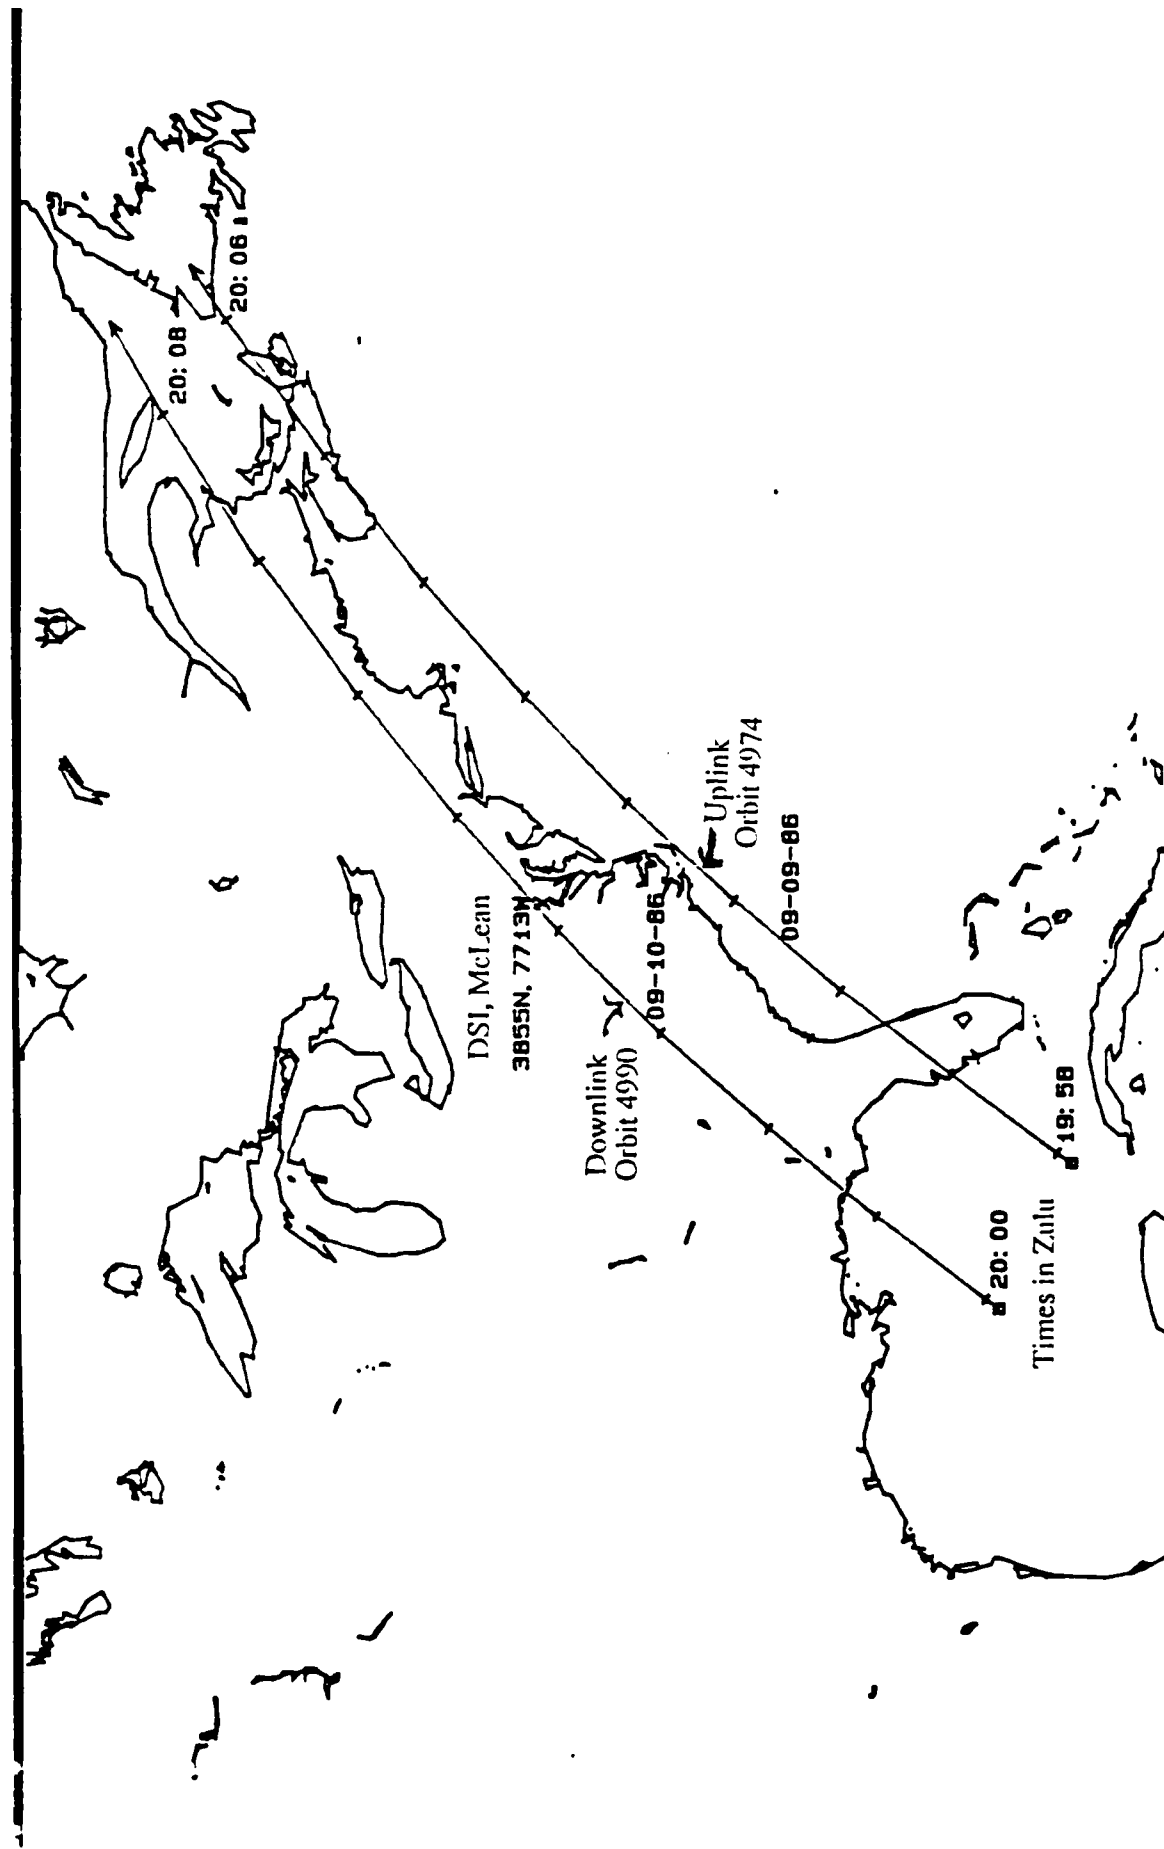 20: 08
20: 06
DSI, McLean
3855N, 7713W
Uplink
Orbit 4974
09-09-86
09-10-86
Downlink
Orbit 4990
19: 58
20: 00
Times in Zulu